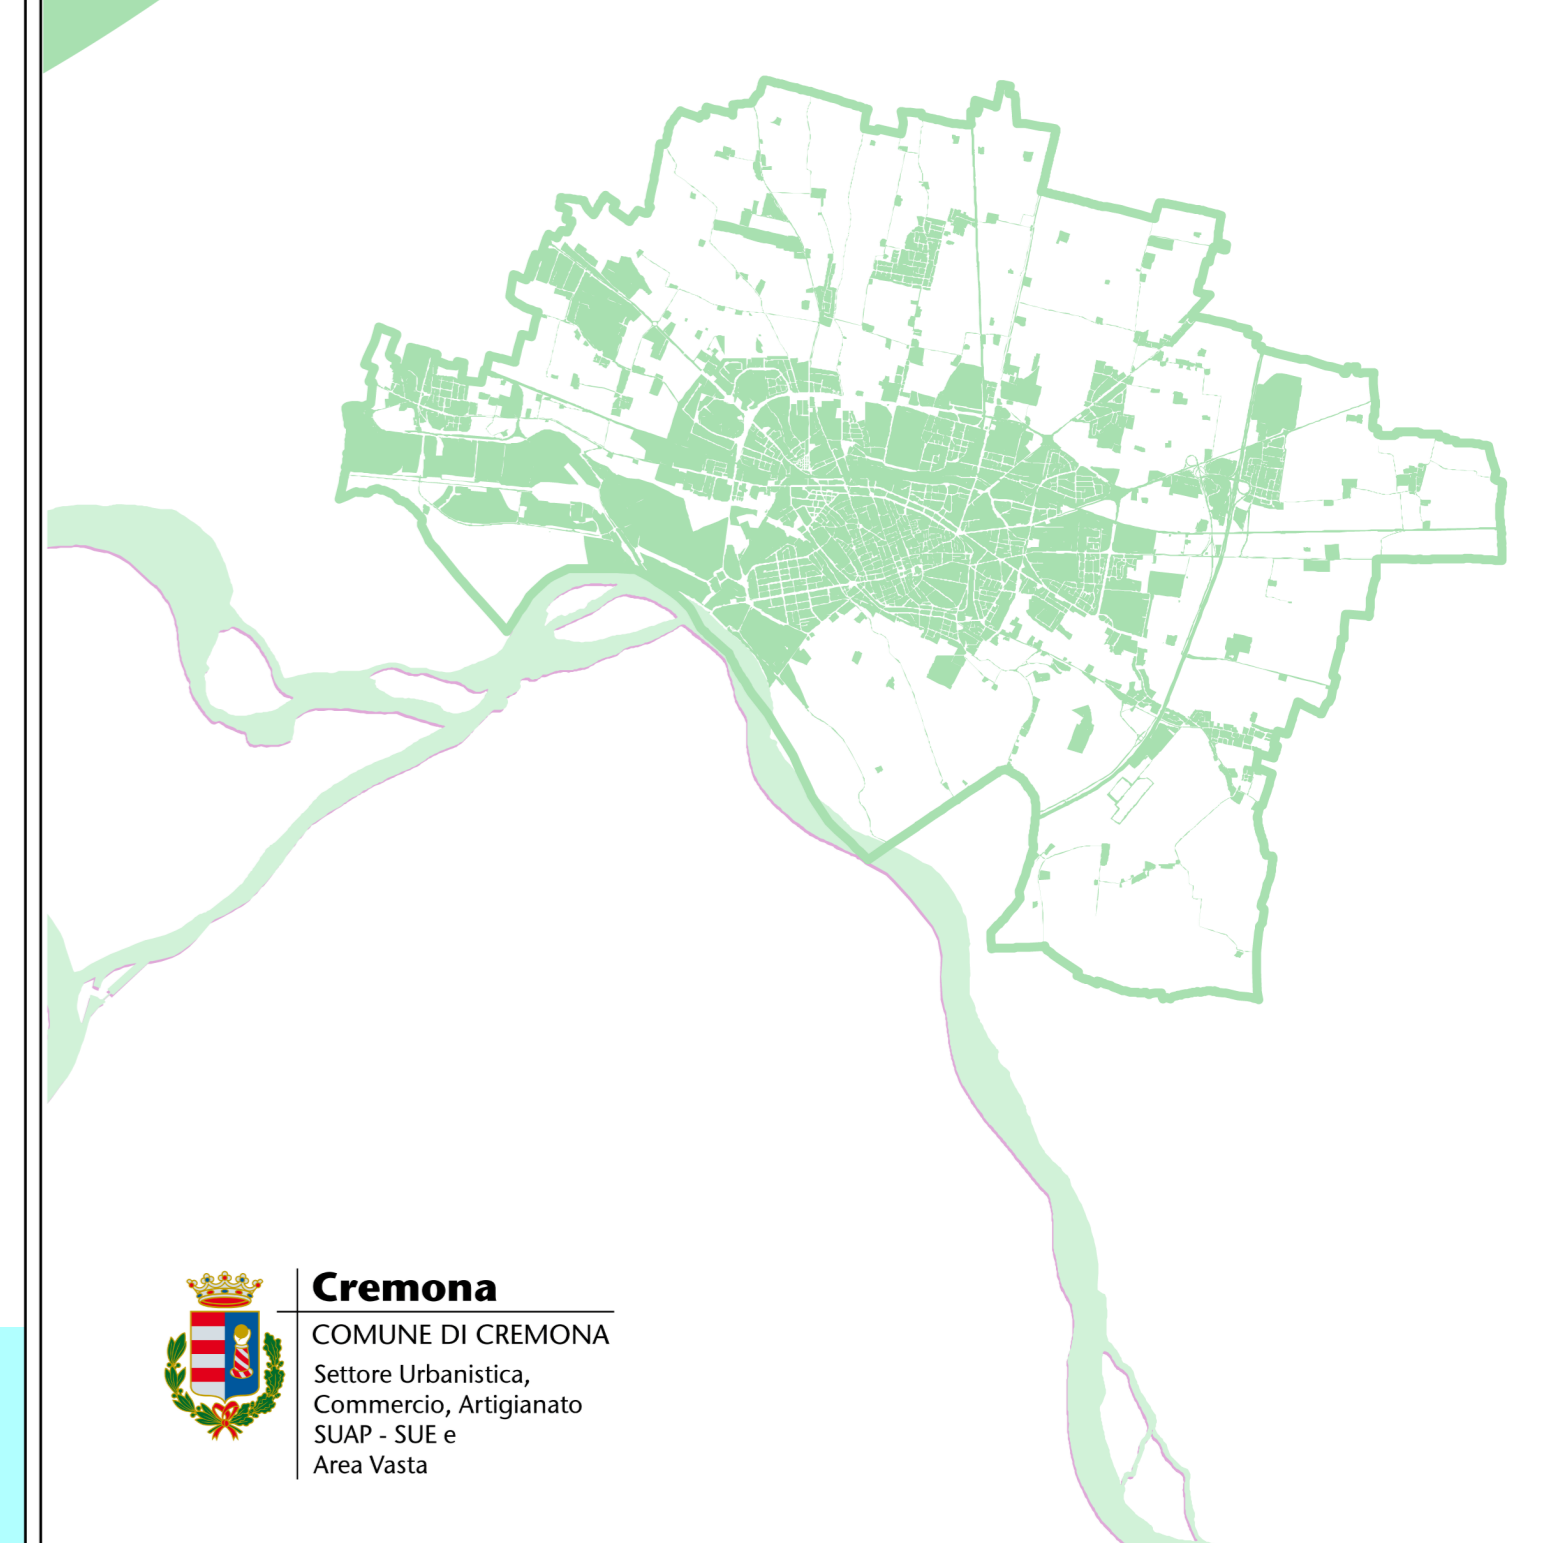 Cremona
COMUNE DI CREMONA
Settore Urbanistica,
Commercio, Artigianato
SUAP - SUE e
Area Vasta